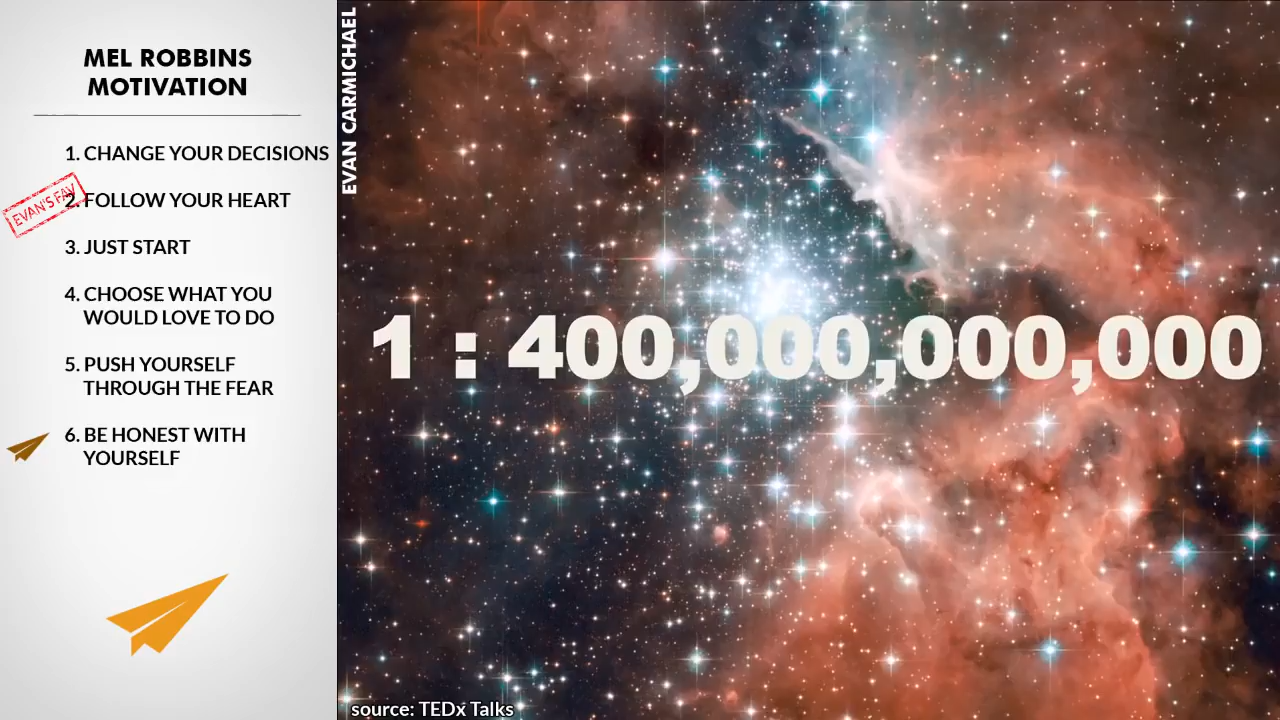 MEL ROBBINS
MOTIVATION
1. CHANGE YOUR DECISIONS
EVAN'S FAV
2. FOLLOW YOUR HEART
3. JUST START
4. CHOOSE WHAT YOU
WOULD LOVE TO DO
5. PUSH YOURSELF
THROUGH THE FEAR
6. BE HONEST WITH
YOURSELF
EVAN CARMICHAEL
1 : 400,000,000,000
source: TEDx Talks